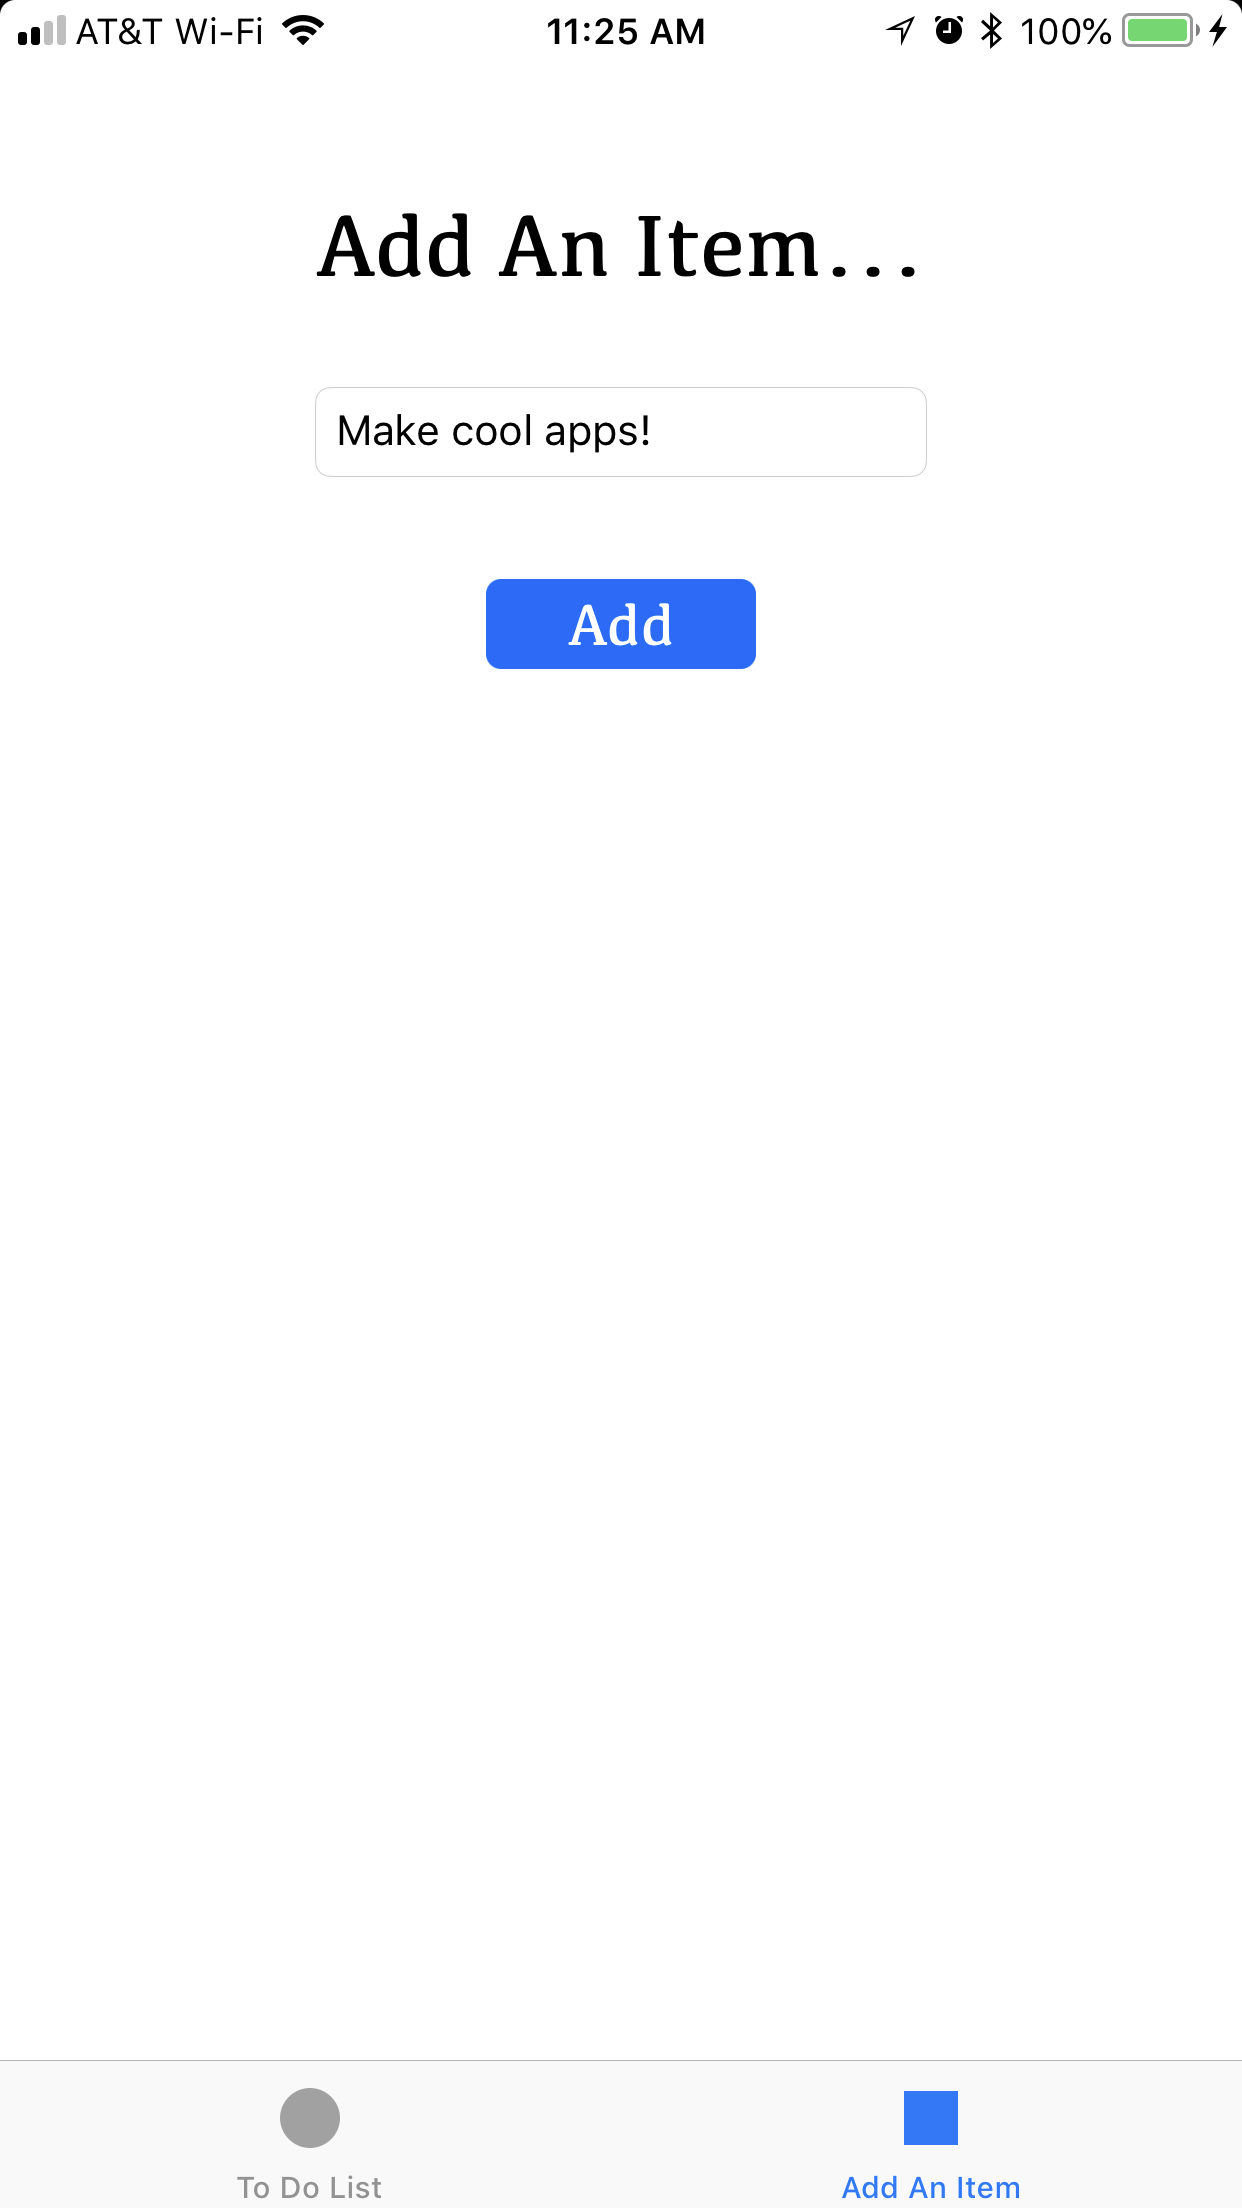 AT&T Wi-Fi 11:25 AM 100%
Add An Item...
Make cool apps!
Add
To Do List Add An Item